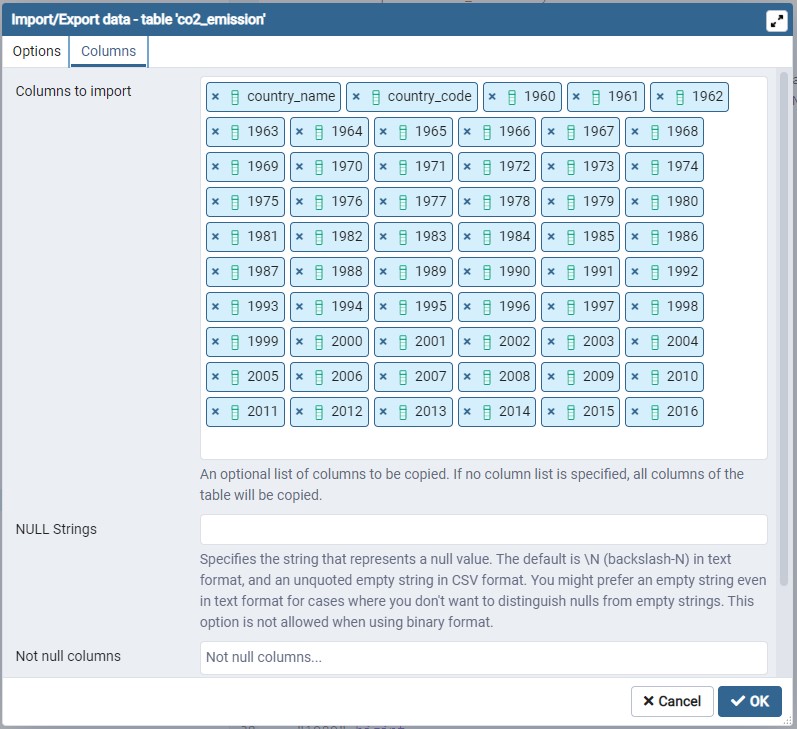 Import/Export data - table 'co2_emission'
Options Columns
Columns to import
× country_name × country_code × 1960 × 1961 × 1962
× 1963 × 1964 × 1965 × 1966 × 1967 × 1968
× 1969 × 1970 × 1971 × 1972 × 1973 × 1974
× 1975 × 1976 × 1977 × 1978 × 1979 × 1980
× 1981 × 1982 × 1983 × 1984 × 1985 × 1986
× 1987 × 1988 × 1989 × 1990 × 1991 × 1992
× 1993 × 1994 × 1995 × 1996 × 1997 × 1998
× 1999 × 2000 × 2001 × 2002 × 2003 × 2004
× 2005 × 2006 × 2007 × 2008 × 2009 × 2010
× 2011 × 2012 × 2013 × 2014 × 2015 × 2016
An optional list of columns to be copied. If no column list is specified, all columns of the
table will be copied.
NULL Strings
Specifies the string that represents a null value. The default is \N (backslash-N) in text
format, and an unquoted empty string in CSV format. You might prefer an empty string even
in text format for cases where you don't want to distinguish nulls from empty strings. This
option is not allowed when using binary format.
Not null columns
Not null columns...
× Cancel ✓ OK